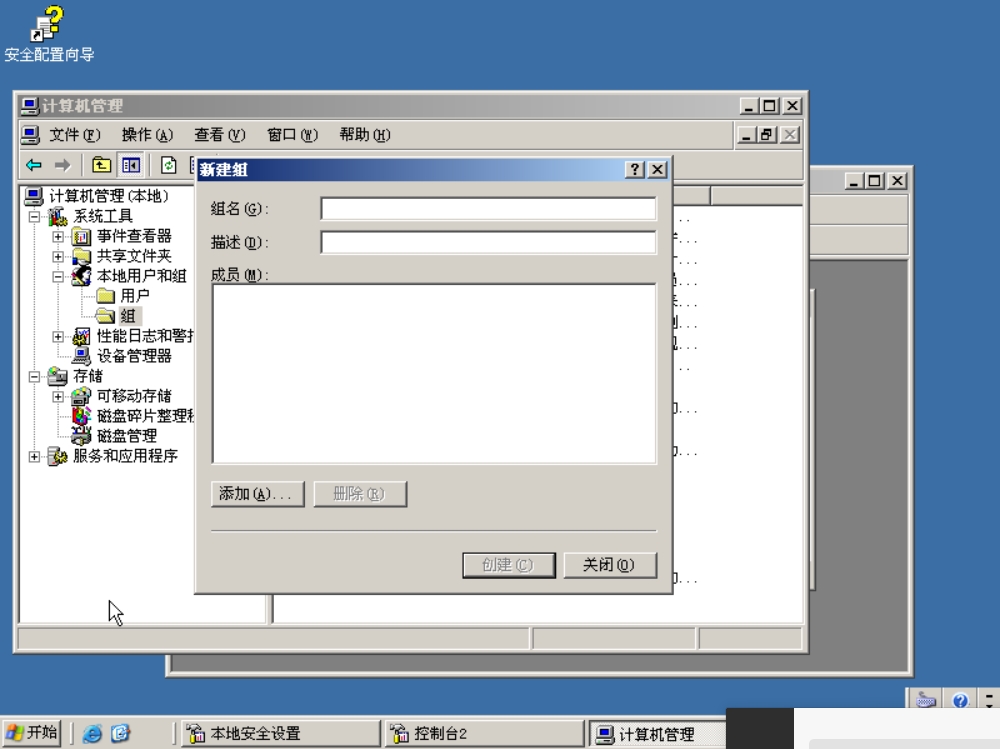 安全配置向导
计算机管理
文件(F) 操作(A) 查看(V) 窗口(W) 帮助(H)
新建组
组名(G):
描述(D):
成员(M):
添加(A)... 删除(R)
创建(C) 关闭(O)
计算机管理(本地)
系统工具
事件查看器
共享文件夹
本地用户和组
用户
组
性能日志和警
设备管理器
存储
可移动存储
磁盘碎片整理
磁盘管理
服务和应用程序
开始 本地安全设置 控制台2 计算机管理